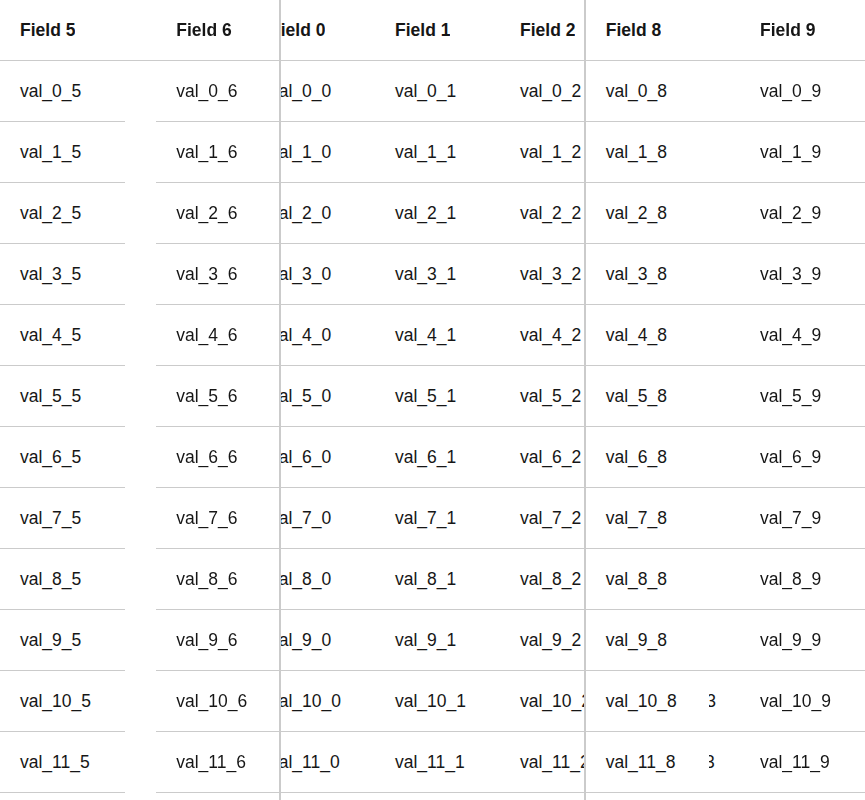 Field 5 Field 6 ield 0 Field 1 Field 2 Field 8 Field 9
val_0_5 val_0_6 al_0_0 val_0_1 val_0_2 val_0_8 val_0_9
val_1_5 val_1_6 al_1_0 val_1_1 val_1_2 val_1_8 val_1_9
val_2_5 val_2_6 al_2_0 val_2_1 val_2_2 val_2_8 val_2_9
val_3_5 val_3_6 al_3_0 val_3_1 val_3_2 val_3_8 val_3_9
val_4_5 val_4_6 al_4_0 val_4_1 val_4_2 val_4_8 val_4_9
val_5_5 val_5_6 al_5_0 val_5_1 val_5_2 val_5_8 val_5_9
val_6_5 val_6_6 al_6_0 val_6_1 val_6_2 val_6_8 val_6_9
val_7_5 val_7_6 al_7_0 val_7_1 val_7_2 val_7_8 val_7_9
val_8_5 val_8_6 al_8_0 val_8_1 val_8_2 val_8_8 val_8_9
val_9_5 val_9_6 al_9_0 val_9_1 val_9_2 val_9_8 val_9_9
val_10_5 val_10_6 al_10_0 val_10_1 val_10_2 val_10_8 3 val_10_9
val_11_5 val_11_6 al_11_0 val_11_1 val_11_2 val_11_8 3 val_11_9